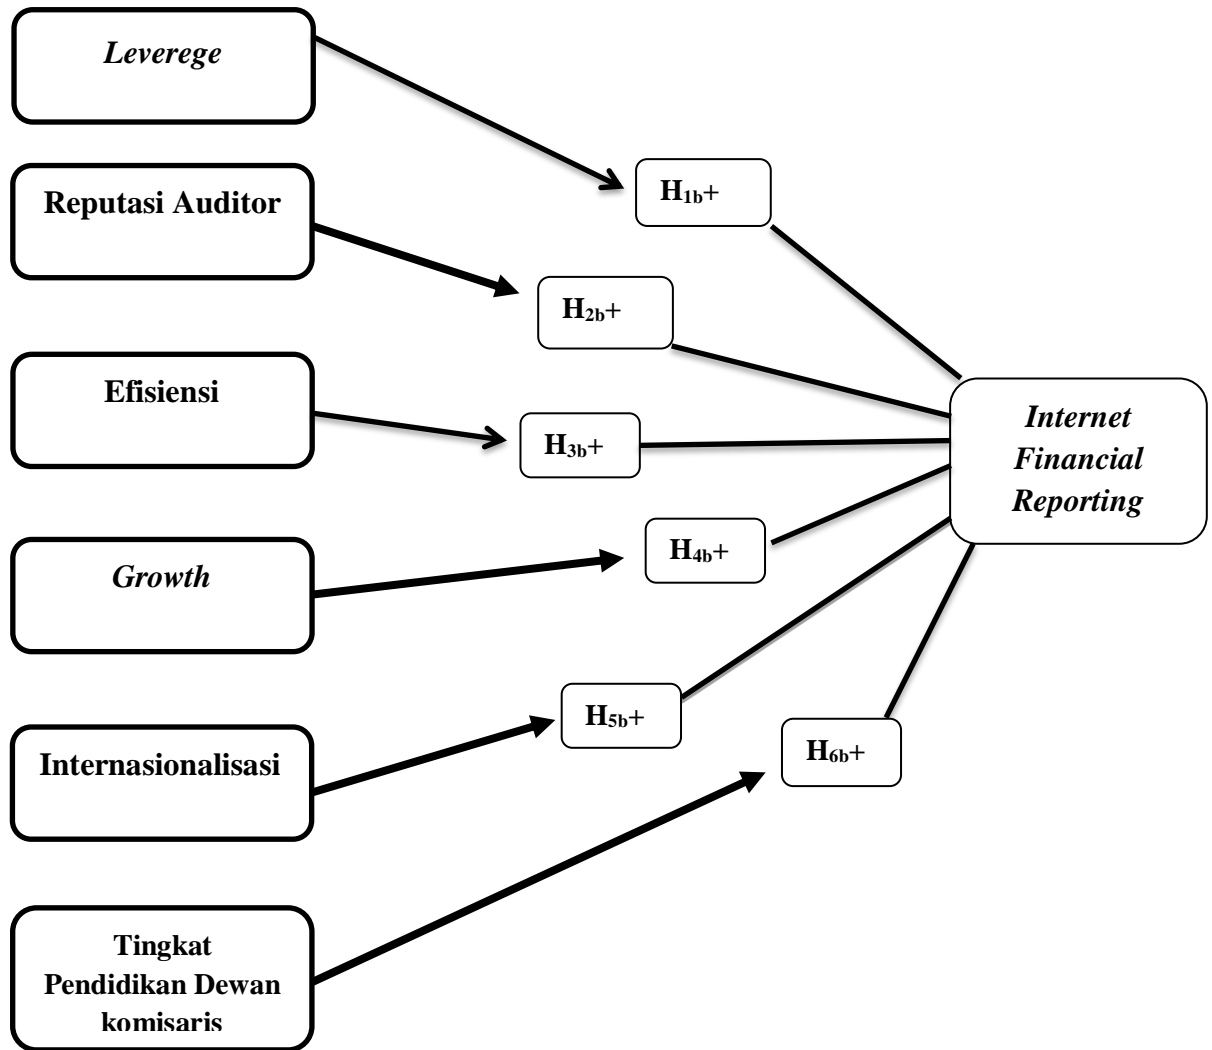 Leverege
Reputasi Auditor
Efisiensi
Growth
Internasionalisasi
Tingkat
Pendidikan Dewan
komisaris
H1b+
H2b+
H3b+
H4b+
H5b+
H6b+
Internet
Financial
Reporting